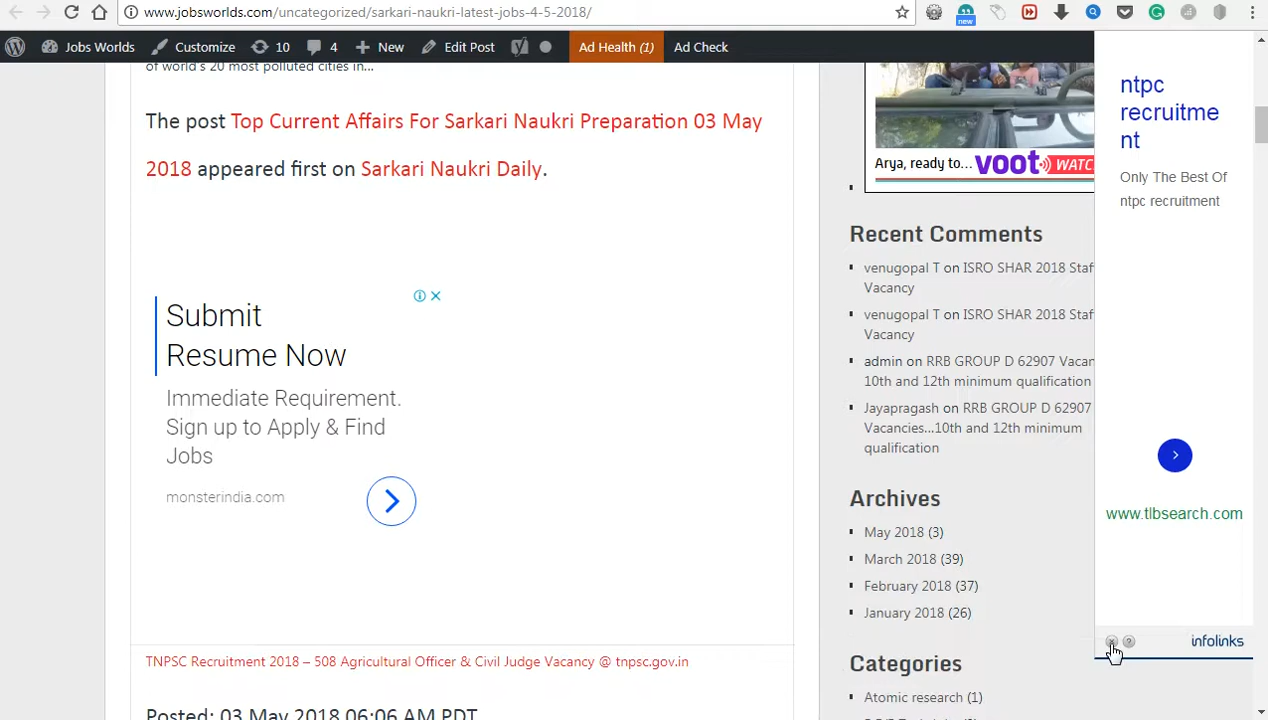 www.jobsworlds.com/uncategorized/sarkari-naukri-latest-jobs-4-5-2018/
new
Jobs Worlds Customize 10 4 New Edit Post Ad Health (1) Ad Check
of world's 20 most polluted cities in...
The post Top Current Affairs For Sarkari Naukri Preparation 03 May
2018 appeared first on Sarkari Naukri Daily.
Submit
Resume Now
Immediate Requirement.
Sign up to Apply & Find
Jobs
monsterindia.com
TNPSC Recruitment 2018 – 508 Agricultural Officer & Civil Judge Vacancy @ tnpsc.gov.in
Posted: 03 May 2018 06:06 AM PDT
Arya, ready to... voot WATC
Recent Comments
venugopal T on ISRO SHAR 2018 Staf
Vacancy
venugopal T on ISRO SHAR 2018 Staf
Vacancy
admin on RRB GROUP D 62907 Vacan
10th and 12th minimum qualification
Jayapragash on RRB GROUP D 62907
Vacancies...10th and 12th minimum
qualification
Archives
May 2018 (3)
March 2018 (39)
February 2018 (37)
January 2018 (26)
Categories
Atomic research (1)
ntpc
recruitme
nt
Only The Best Of
ntpc recruitment
www.tlbsearch.com
infolinks